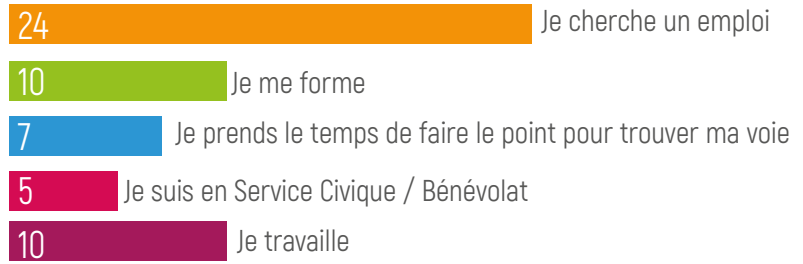 24 Je cherche un emploi
10 Je me forme
7 Je prends le temps de faire le point pour trouver ma voie
5 Je suis en Service Civique / Bénévolat
10 Je travaille